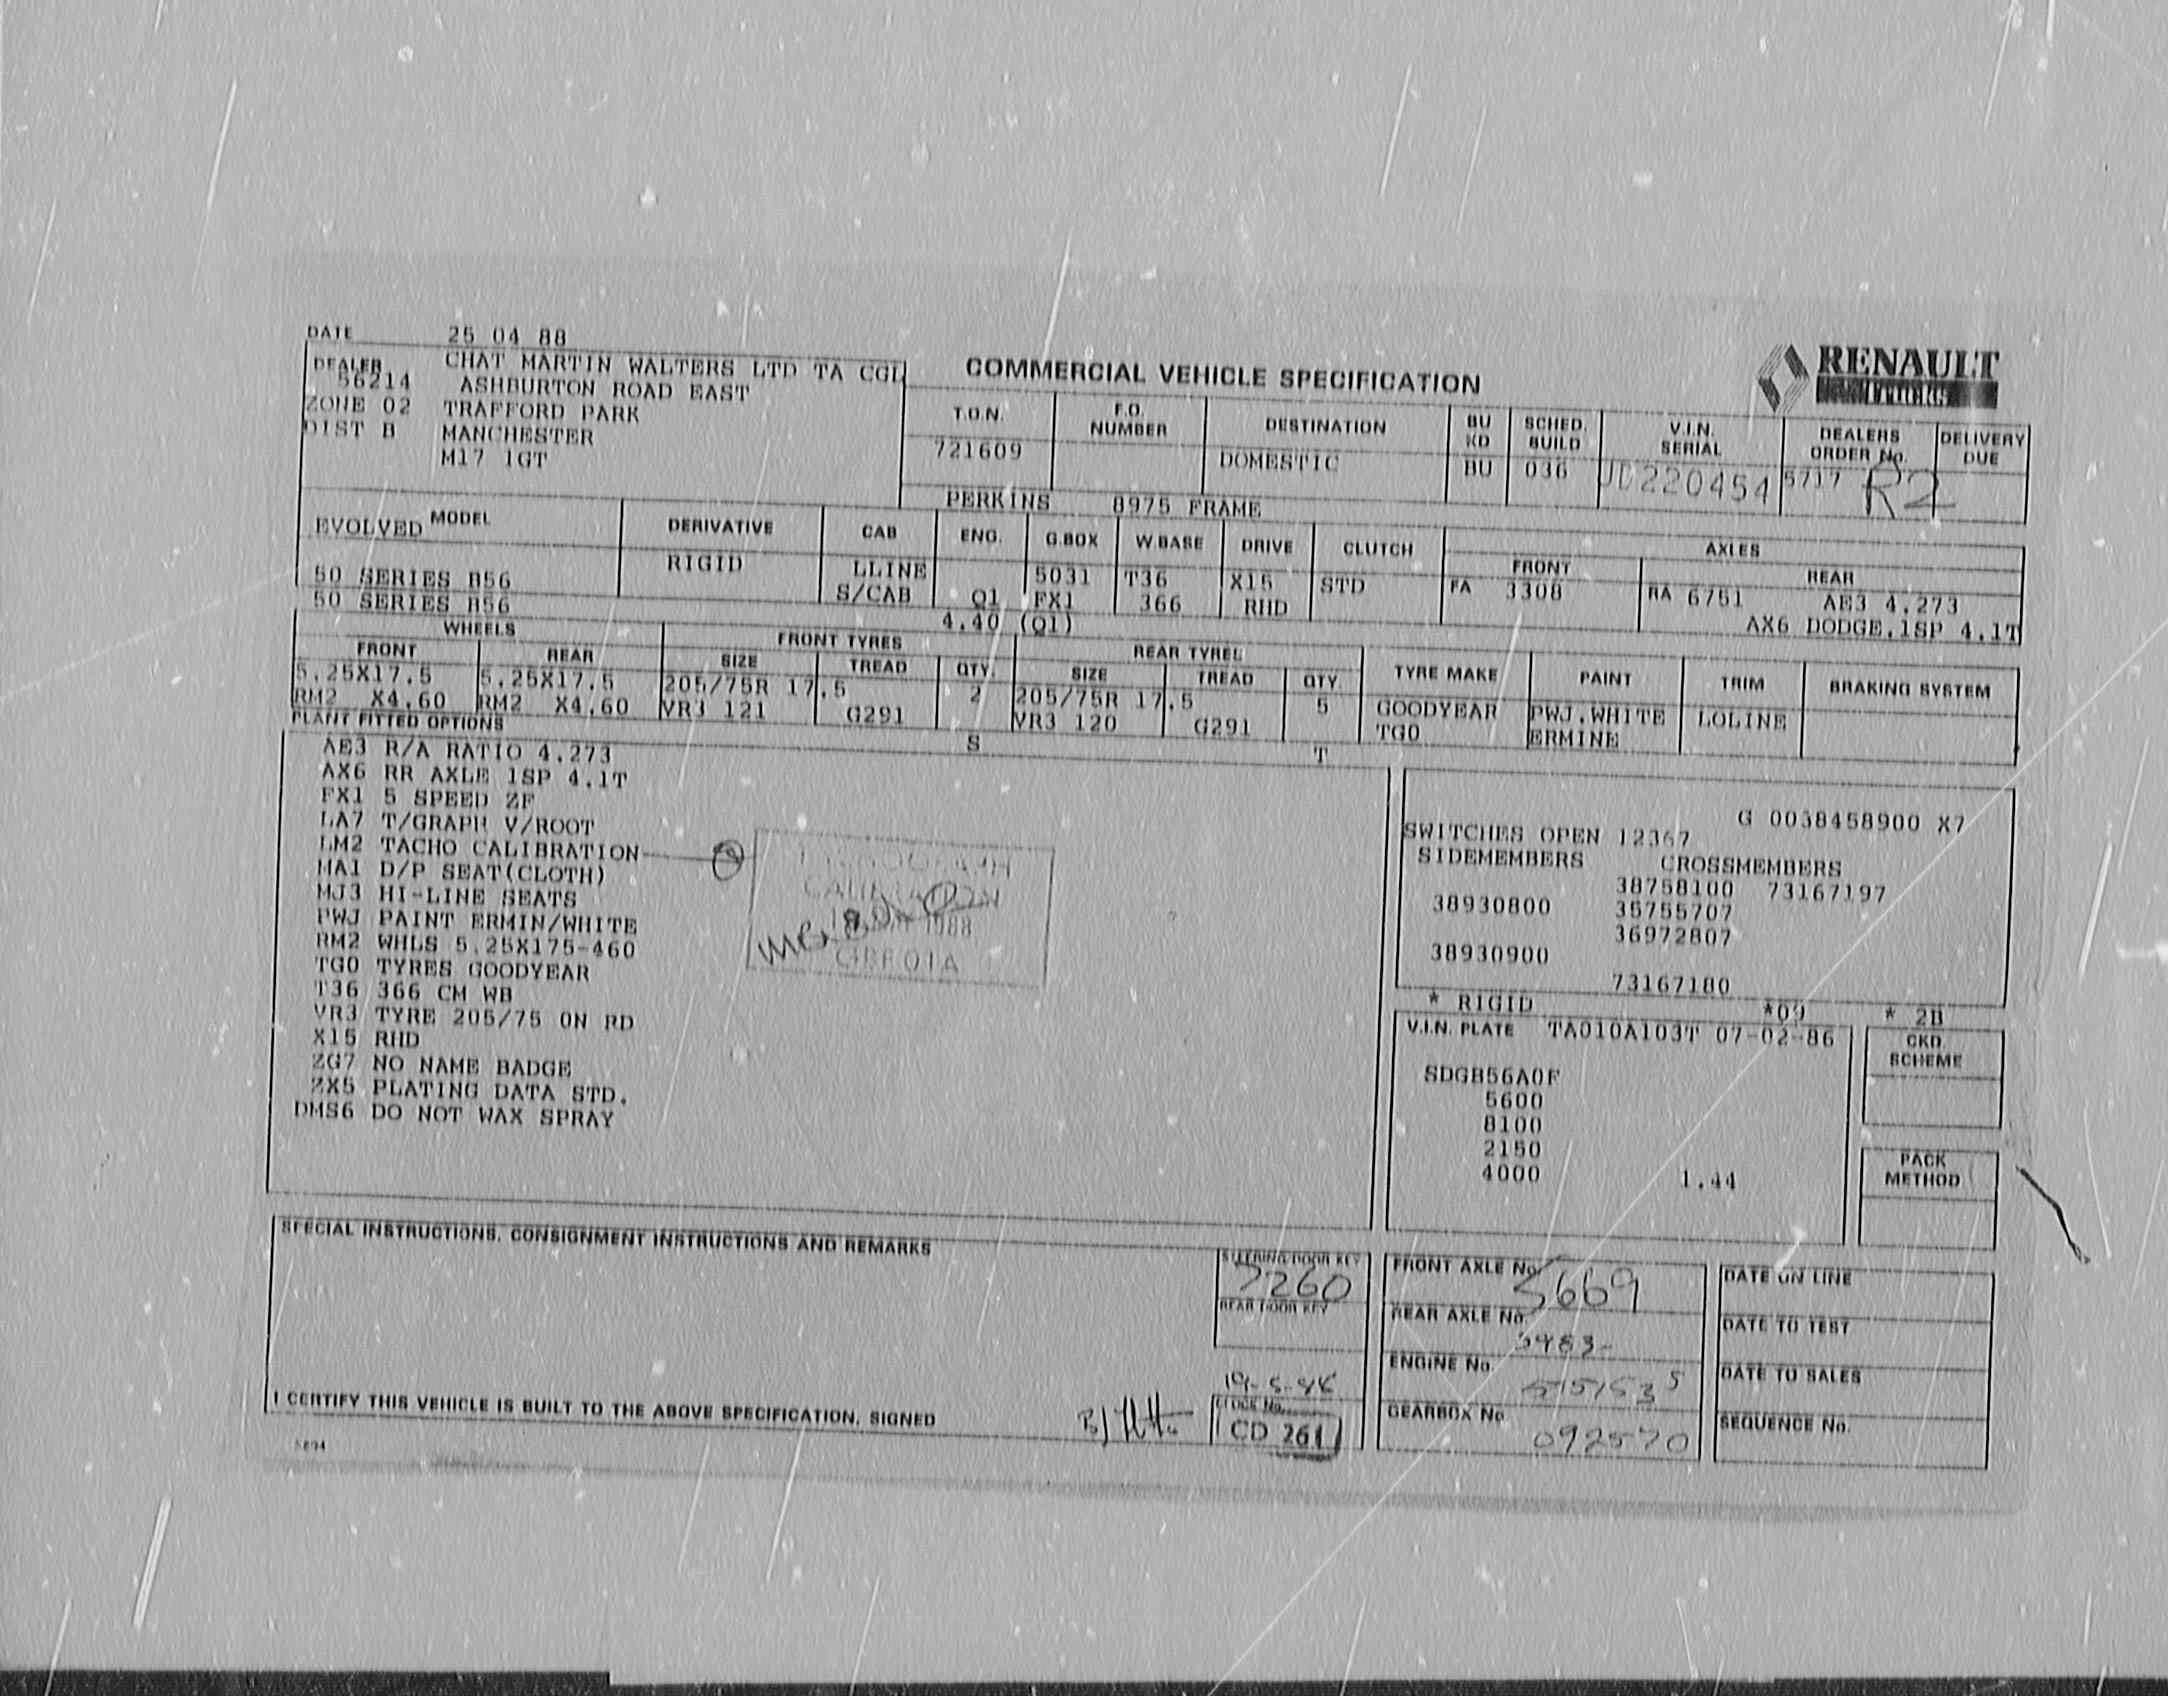 DATE 25 04 88
DEALER CHAT MARTIN WALTERS LTD TA CGL
56214 ASHBURTON ROAD EAST
ZONE 02 TRAFFORD PARK
DIST B MANCHESTER
M17 1GT
COMMERCIAL VEHICLE SPECIFICATION
RENAULT
TRUCKS
T.O.N. F.O. NUMBER DESTINATION BU KD SCHED. BUILD V.I.N. SERIAL DEALERS ORDER No. DELIVERY DUE
721609 DOMESTIC BU 036 JD220454 5717 R2
PERKINS 8975 FRAME
MODEL DERIVATIVE CAB ENG. G.BOX W.BASE DRIVE CLUTCH AXLES
FRONT REAR
EVOLVED RIGID LLINE 5031 T36 X15 STD FA 3308 RA 6751 AE3 4.273
50 SERIES B56 S/CAB Q1 FX1 366 RHD AX6 DODGE.1SP 4.1T
50 SERIES B56 4.40 (Q1)
WHEELS FRONT TYRES REAR TYRES
FRONT REAR SIZE TREAD QTY. SIZE TREAD QTY TYRE MAKE PAINT TRIM BRAKING SYSTEM
5.25X17.5 5.25X17.5 205/75R 17.5 2 205/75R 17.5 5 GOODYEAR PWJ.WHITE LOLINE
RM2 X4.60 RM2 X4.60 VR3 121 G291 VR3 120 G291 TG0 ERMINE
PLANT FITTED OPTIONS S T
AE3 R/A RATIO 4.273
AX6 RR AXLE 1SP 4.1T
FX1 5 SPEED ZF
LA7 T/GRAPH V/ROOT
LM2 TACHO CALIBRATION
MA1 D/P SEAT(CLOTH)
MJ3 HI-LINE SEATS
PWJ PAINT ERMIN/WHITE
RM2 WHLS 5.25X175-460
TG0 TYRES GOODYEAR
T36 366 CM WB
VR3 TYRE 205/75 ON RD
X15 RHD
ZG7 NO NAME BADGE
ZX5 PLATING DATA STD.
DMS6 DO NOT WAX SPRAY
TACHOGRAPH
CALIBRATION
1988
G 0038458900 X7
SWITCHES OPEN 12367
SIDEMEMBERS CROSSMEMBERS
38758100 73167197
38930800 35755707
36972807
38930900
73167180
* RIGID *09 * 2B
V.I.N. PLATE TA010A103T 07-02-86
SDGB56A0F
5600
8100
2150
4000 1.44
CKD. SCHEME
PACK METHOD
SPECIAL INSTRUCTIONS, CONSIGNMENT INSTRUCTIONS AND REMARKS
STEERING/DOOR KEY
2260
REAR DOOR KEY
FRONT AXLE No. 5669
REAR AXLE No. 5483
ENGINE No.
GEARBOX No 092570
DATE ON LINE
DATE TO TEST
DATE TO SALES
SEQUENCE No.
I CERTIFY THIS VEHICLE IS BUILT TO THE ABOVE SPECIFICATION, SIGNED
CD 261